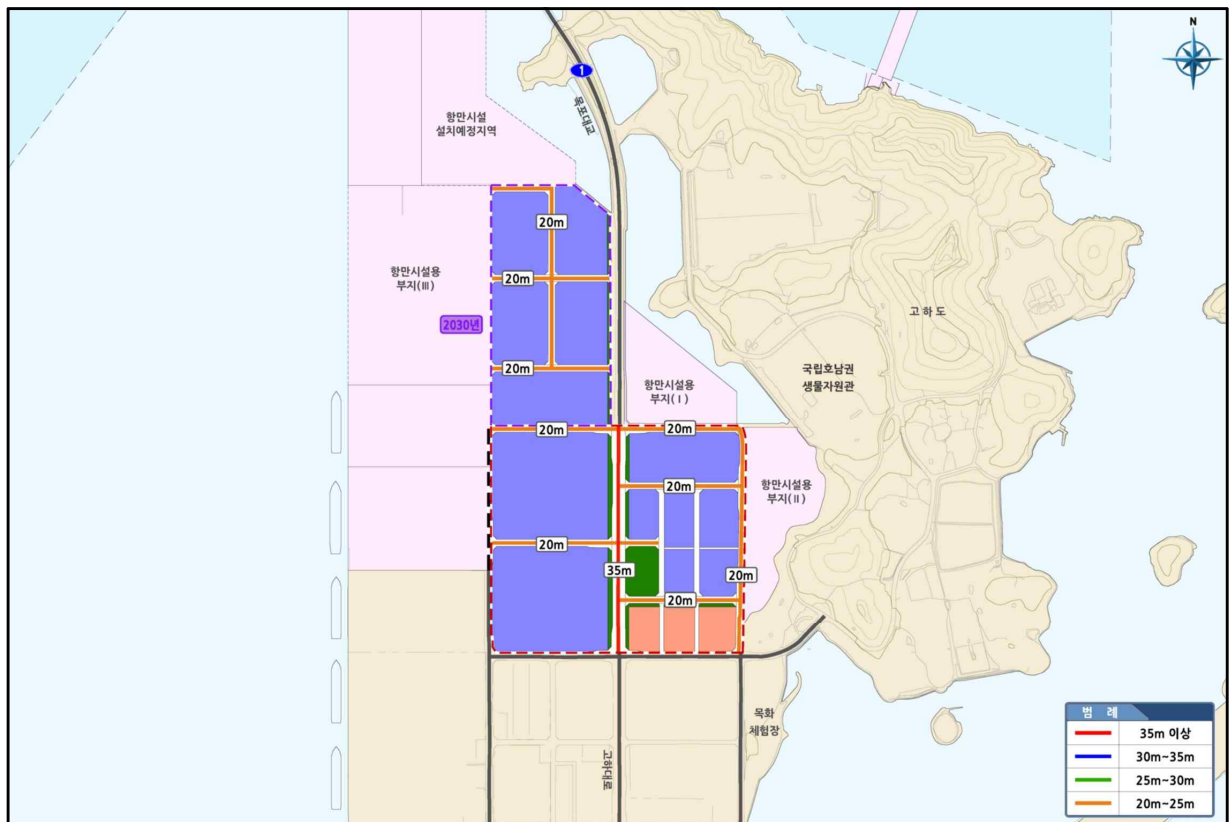 N
1
목포대교
항만시설
설치예정지역
20m
항만시설용
부지(Ⅲ)
20m
고 하 도
2030년
20m
국립호남권
생물자원관
항만시설용
부지(Ⅰ)
20m
20m
20m
항만시설용
부지(Ⅱ)
20m
35m
20m
20m
목화
체험장
고하대로
범 례
35m 이상
30m~35m
25m~30m
20m~25m